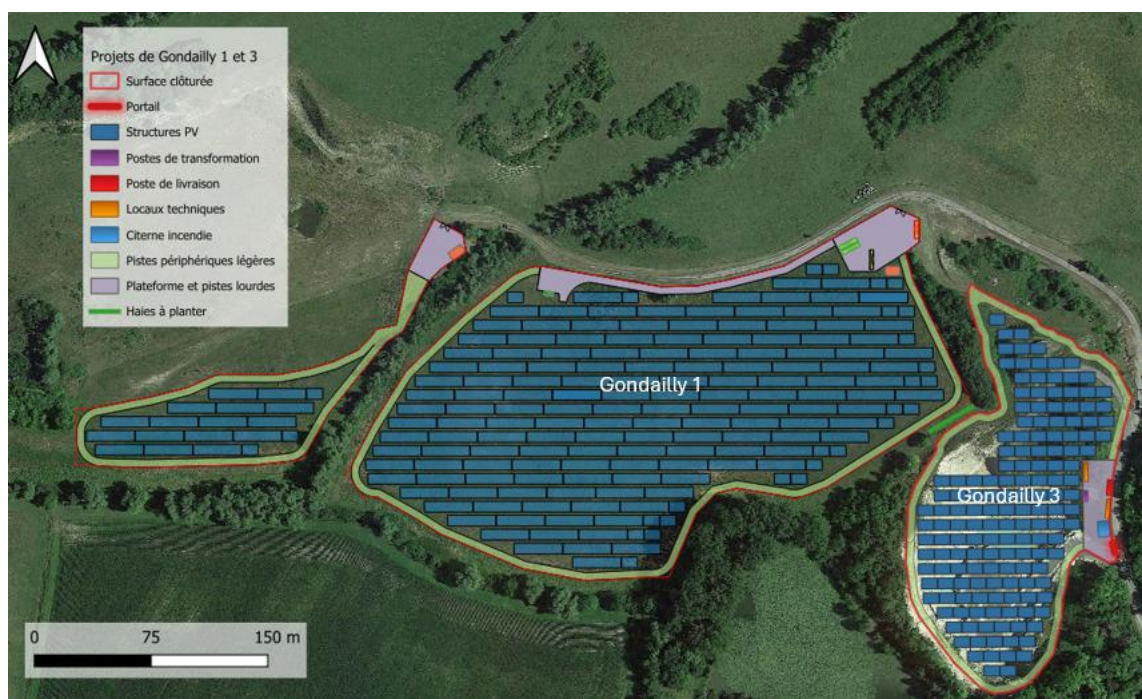 Projets de Gondailly 1 et 3
Surface clôturée
Portail
Structures PV
Postes de transformation
Poste de livraison
Locaux techniques
Citerne incendie
Pistes périphériques légères
Plateforme et pistes lourdes
Haies à planter
Gondailly 1
Gondailly 3
0 75 150 m